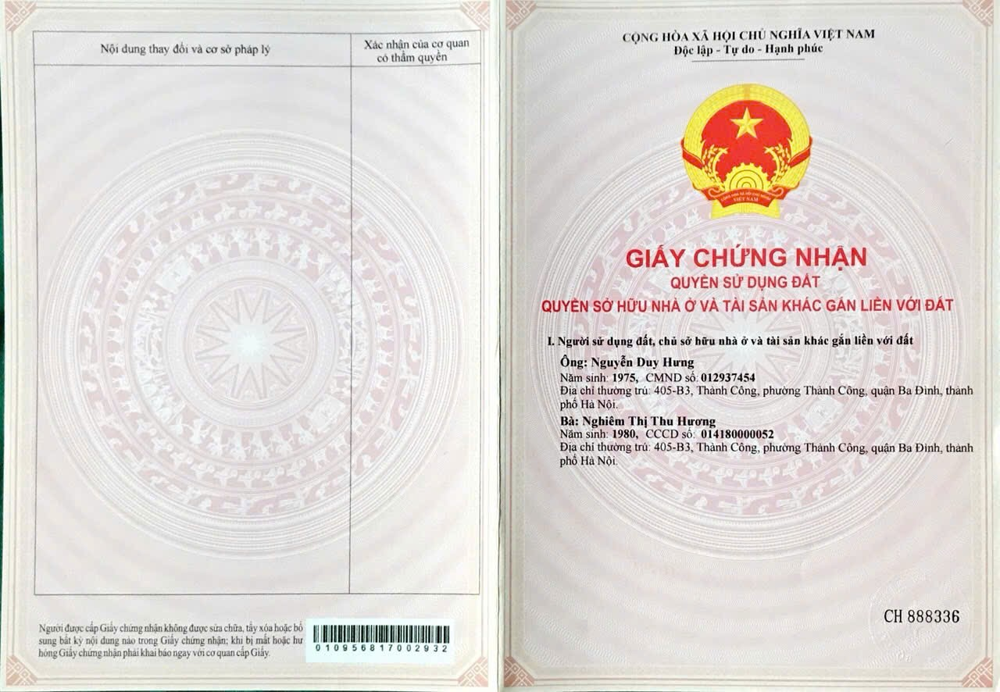 Nội dung thay đổi và cơ sở pháp lý
Xác nhận của cơ quan
có thẩm quyền
Người được cấp Giấy chứng nhận không được sửa chữa, tẩy xóa hoặc bổ
sung bất kỳ nội dung nào trong Giấy chứng nhận; khi bị mất hoặc hư
hỏng Giấy chứng nhận phải khai báo ngay với cơ quan cấp Giấy.
010956817002932
CỘNG HÒA XÃ HỘI CHỦ NGHĨA VIỆT NAM
Độc lập - Tự do - Hạnh phúc
CỘNG HÒA XÃ HỘI CHỦ NGHĨA
VIỆT NAM
GIẤY CHỨNG NHẬN
QUYỀN SỬ DỤNG ĐẤT
QUYỀN SỞ HỮU NHÀ Ở VÀ TÀI SẢN KHÁC GẮN LIỀN VỚI ĐẤT
I. Người sử dụng đất, chủ sở hữu nhà ở và tài sản khác gắn liền với đất
Ông: Nguyễn Duy Hưng
Năm sinh: 1975, CMND số: 012937454
Địa chỉ thường trú: 405-B3, Thành Công, phường Thành Công, quận Ba Đình, thành
phố Hà Nội.
Bà: Nghiêm Thị Thu Hương
Năm sinh: 1980, CCCD số: 014180000052
Địa chỉ thường trú: 405-B3, Thành Công, phường Thành Công, quận Ba Đình, thành
phố Hà Nội.
CH 888336